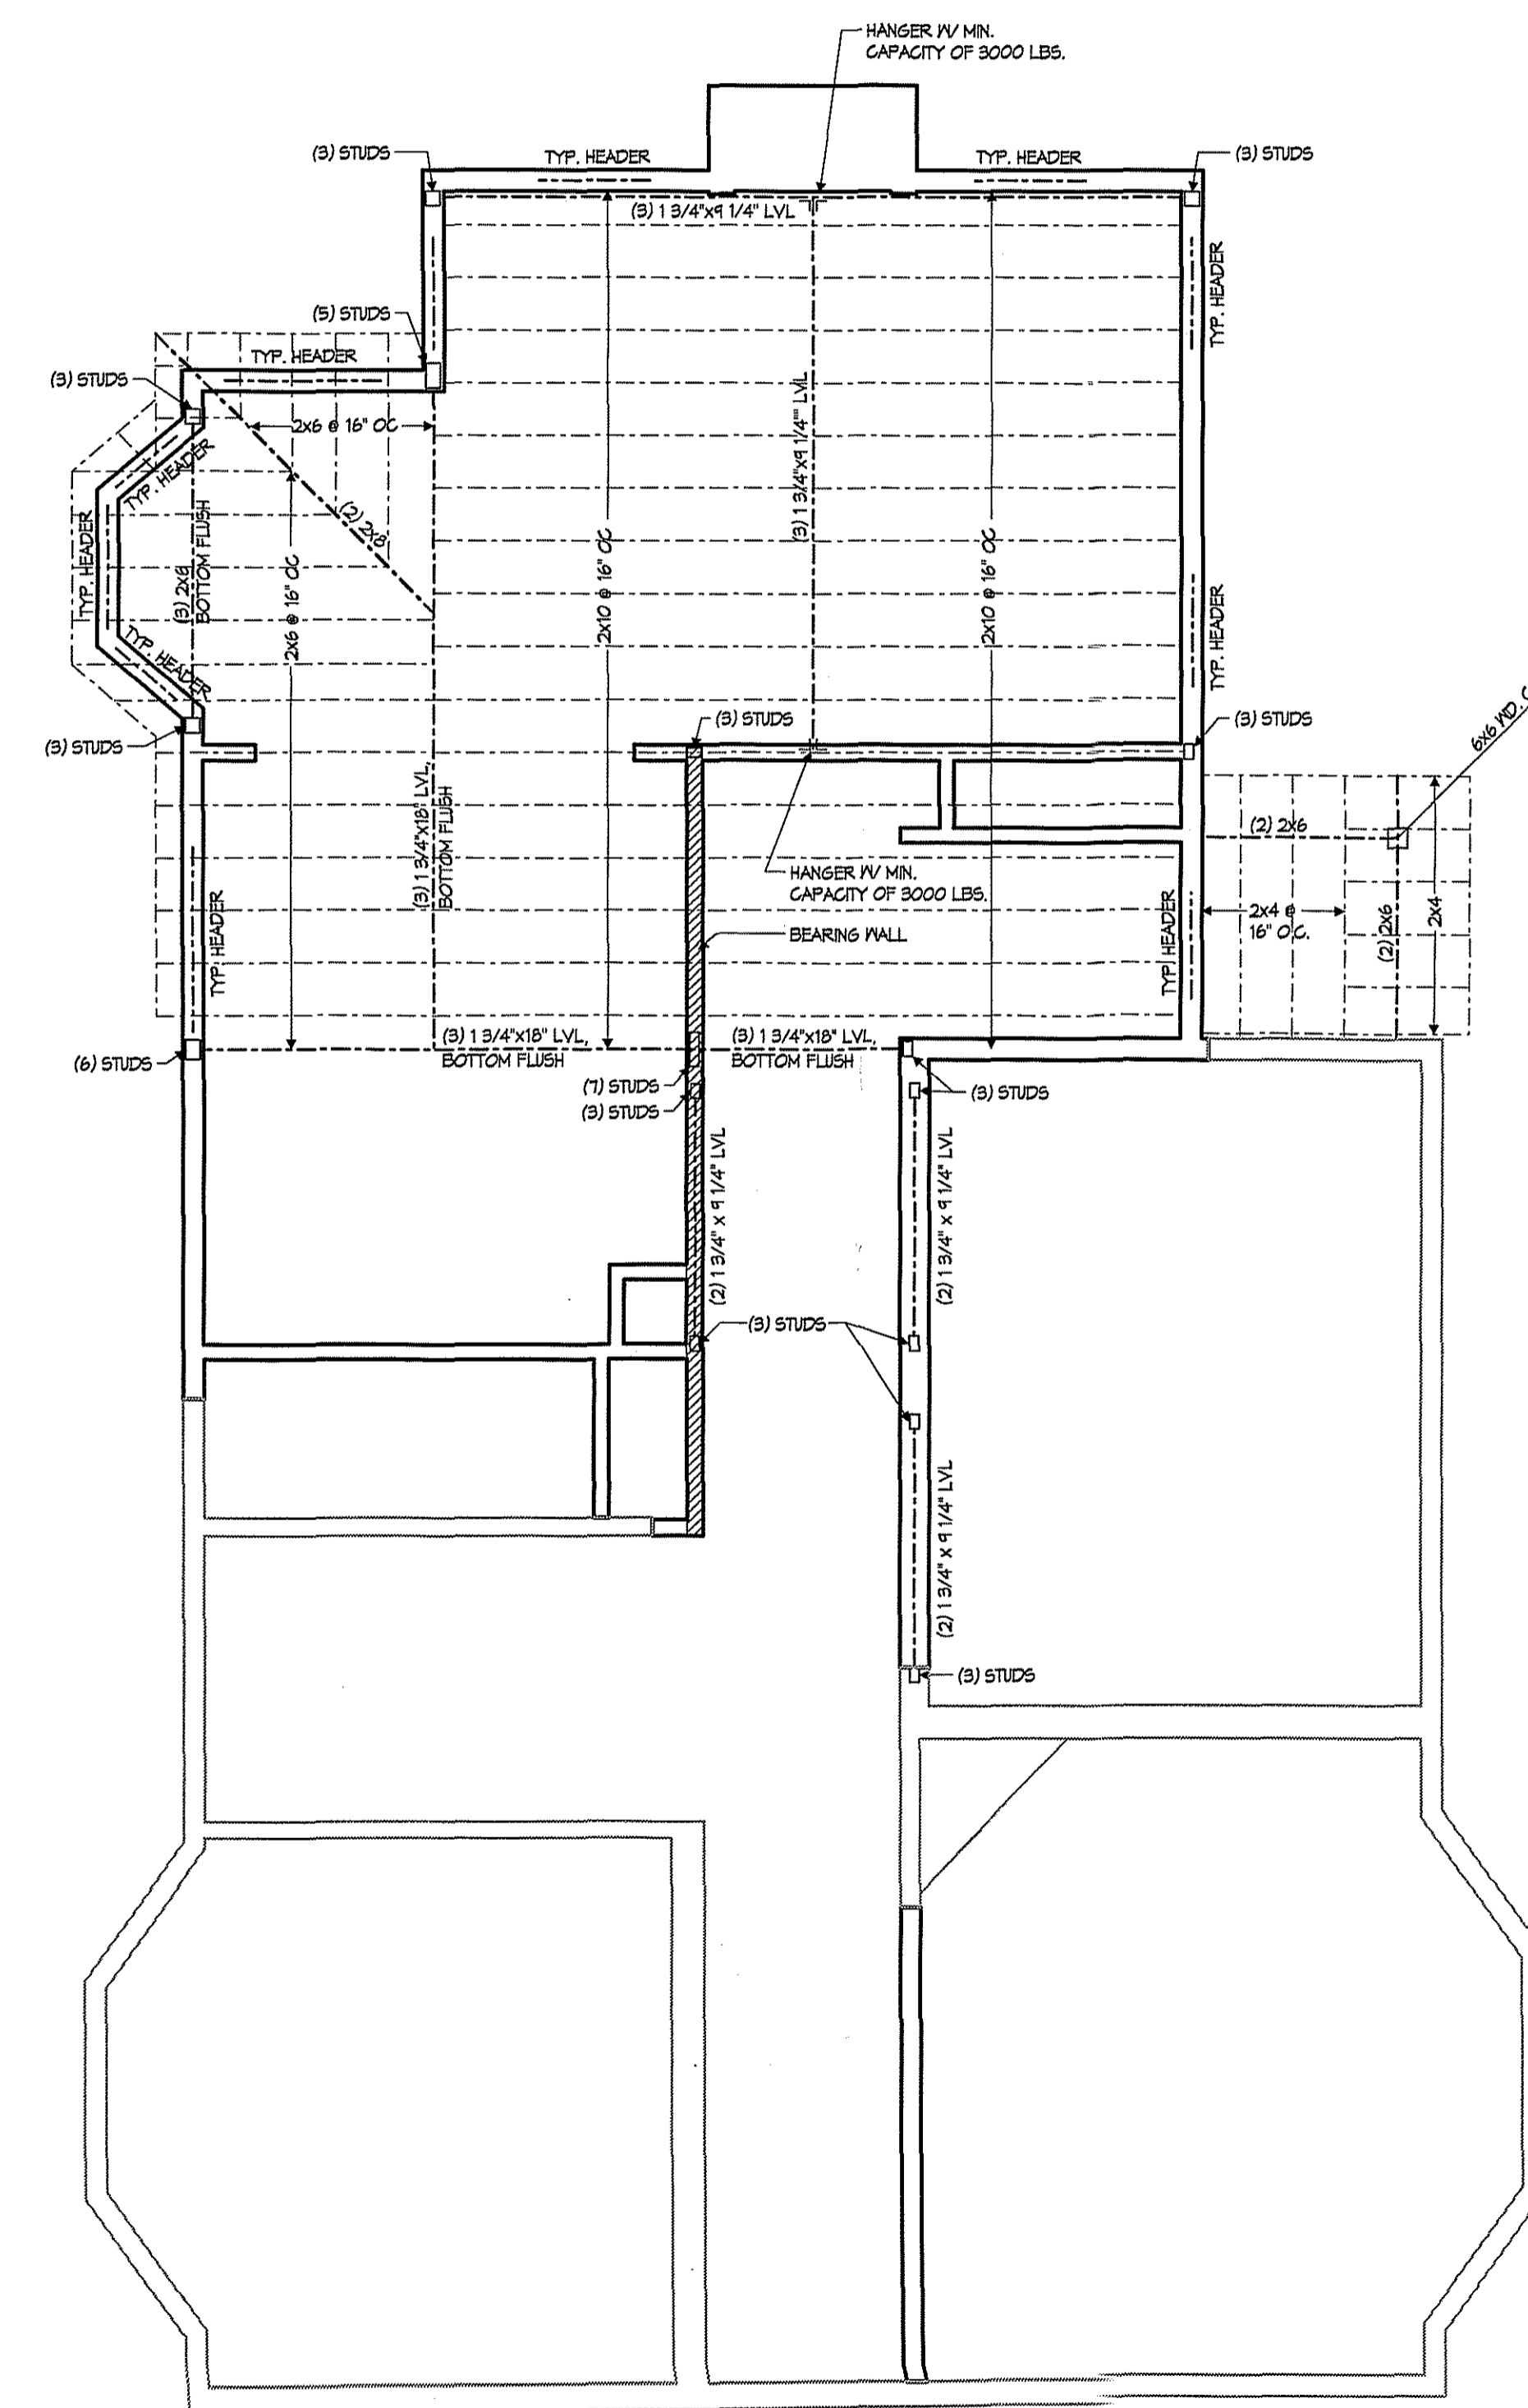 HANGER W/ MIN.
CAPACITY OF 3000 LBS.
(3) STUDS
TYP. HEADER
TYP. HEADER
(3) STUDS
(3) 1 3/4"x9 1/4" LVL
TYP. HEADER
(5) STUDS
TYP. HEADER
(3) STUDS
2x6 @ 16" OC
TYP. HEADER
(3) 1 3/4"x9 1/4"" LVL
(2) 2x8
TYP. HEADER
(3) 2x6
BOTTOM FLUSH
2x6 @ 16" OC
2x10 @ 16" OC
2x10 @ 16" OC
TYP. HEADER
TYP. HEADER
(3) STUDS
(3) STUDS
(3) STUDS
6x6 WD.
(3) 1 3/4"x18" LVL,
BOTTOM FLUSH
(2) 2x6
HANGER W/ MIN.
CAPACITY OF 3000 LBS.
BEARING WALL
TYP. HEADER
TYP. HEADER
2x4 @
16" O.C.
(2) 2x6
2x4
(3) 1 3/4"x18" LVL,
BOTTOM FLUSH
(3) 1 3/4"x18" LVL,
BOTTOM FLUSH
(6) STUDS
(7) STUDS
(3) STUDS
(3) STUDS
(2) 1 3/4" x 9 1/4" LVL
(2) 1 3/4" x 9 1/4" LVL
(3) STUDS
(2) 1 3/4" x 9 1/4" LVL
(3) STUDS